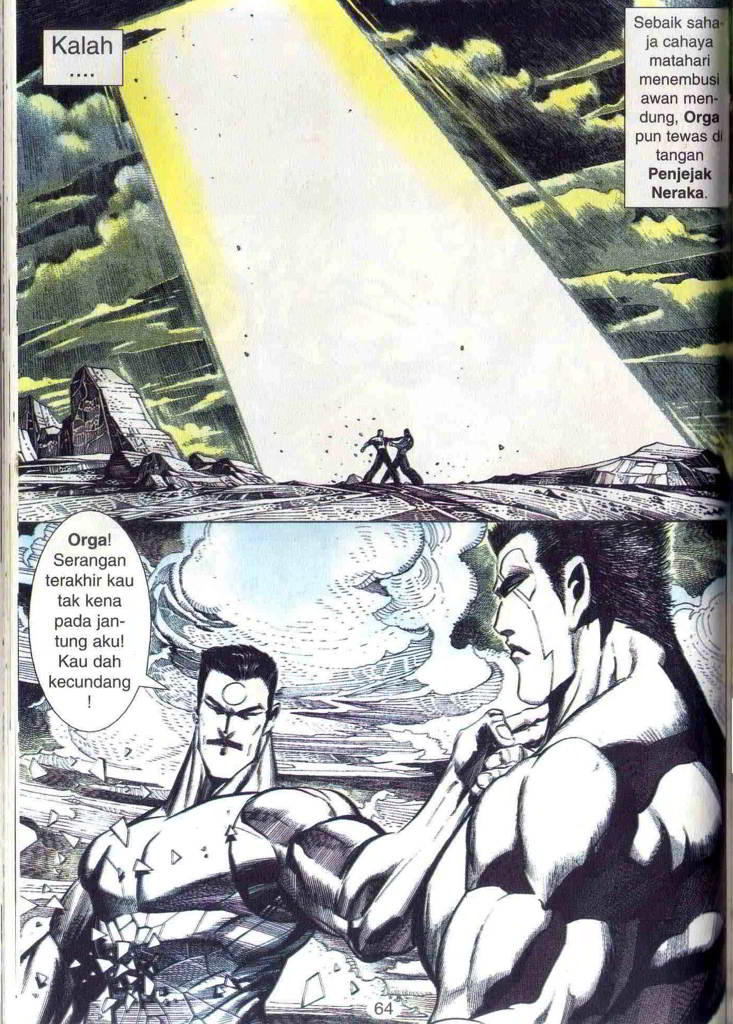 Kalah
....
Sebaik saha-
ja cahaya
matahari
menembusi
awan men-
dung, Orga
pun tewas di
tangan
Penjejak
Neraka.
Orga!
Serangan
terakhir kau
tak kena
pada jan-
tung aku!
Kau dah
kecundang
!
64